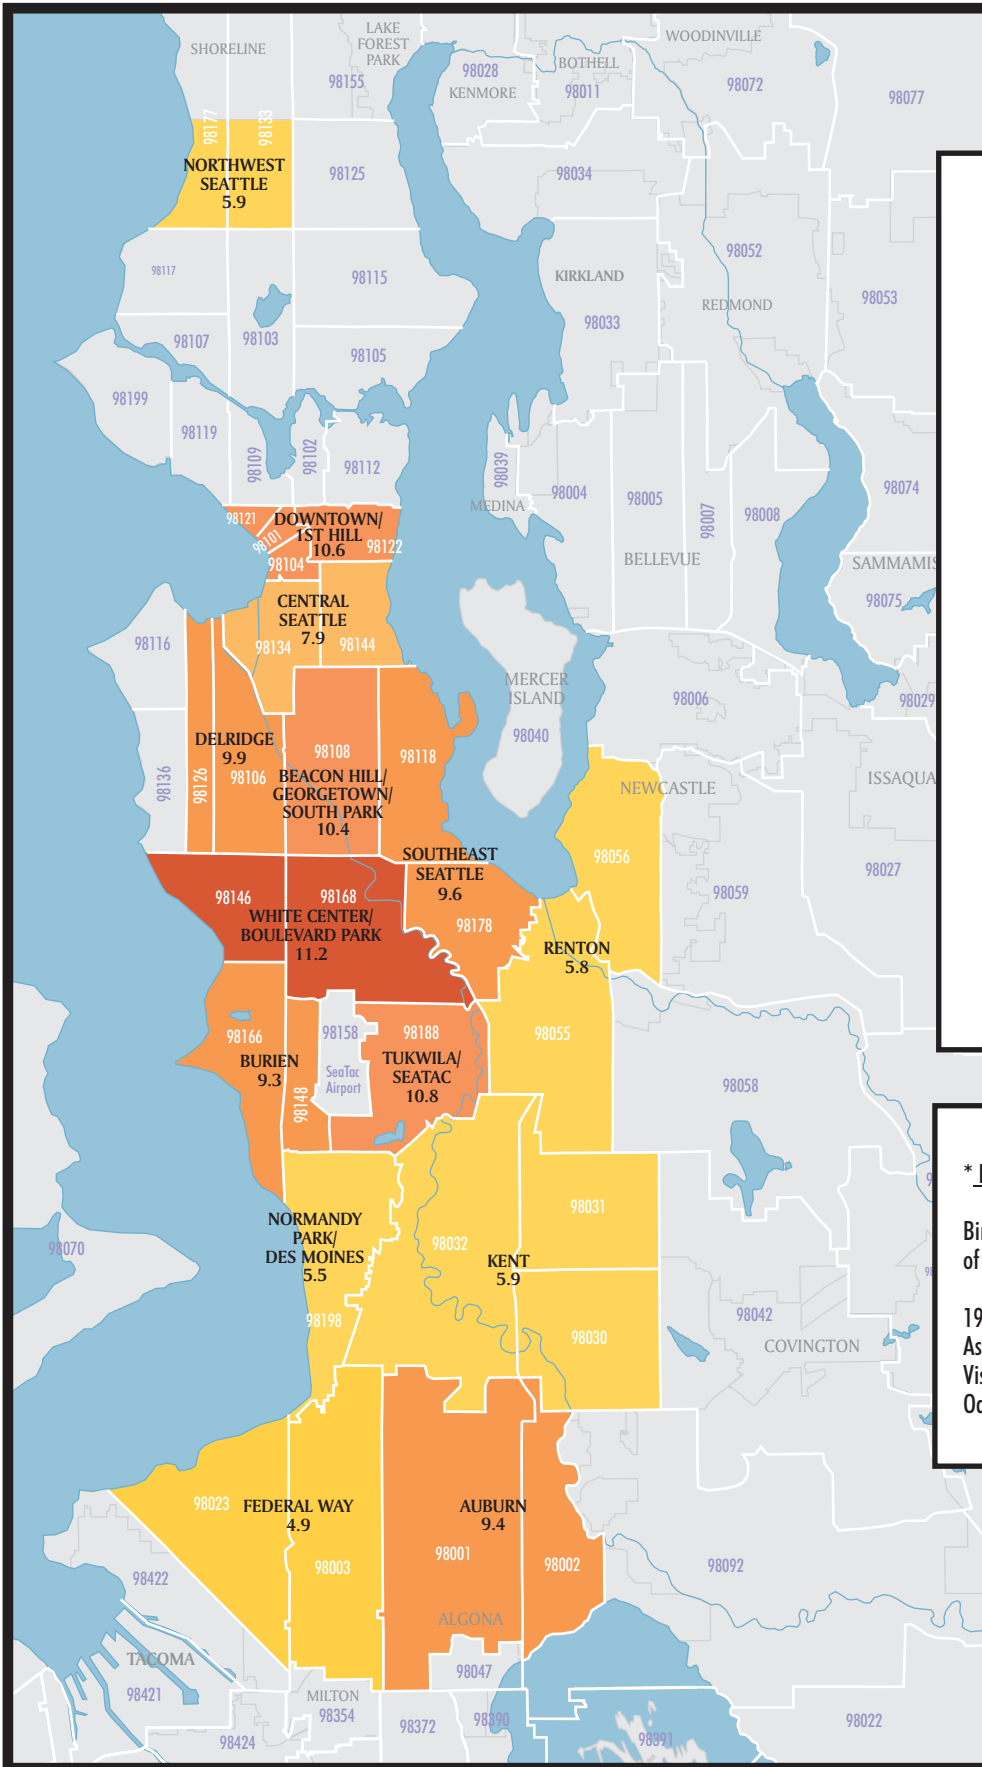 SHORELINE
LAKE
FOREST
PARK
WOODINVILLE
98155
98028
KENMORE
BOTHELL
98011
98072
98077
98177
98133
NORTHWEST
SEATTLE
5.9
98125
98034
98117
98115
KIRKLAND
98052
REDMOND
98053
98107
98103
98105
98033
98199
98119
98109
98102
98112
98039
MEDINA
98004
98005
98007
98008
98074
98121
98101
DOWNTOWN/
1ST HILL
10.6
98122
98104
BELLEVUE
SAMMAMIS
98075
CENTRAL
SEATTLE
7.9
98134
98144
98116
MERCER
ISLAND
98040
98006
98029
98136
98126
DELRIDGE
9.9
98106
98108
BEACON HILL/
GEORGETOWN/
SOUTH PARK
10.4
98118
NEWCASTLE
ISSAQUA
98056
98059
98027
SOUTHEAST
SEATTLE
9.6
98178
98146
98168
WHITE CENTER/
BOULEVARD PARK
11.2
RENTON
5.8
98055
98166
BURIEN
9.3
98148
98158
SeaTac
Airport
98188
TUKWILA/
SEATAC
10.8
98058
98070
NORMANDY
PARK/
DES MOINES
5.5
98198
98032
KENT
5.9
98031
98030
98042
COVINGTON
*
Bir
of
19
As
Vis
98023
FEDERAL WAY
4.9
98003
AUBURN
9.4
98001
98002
98092
98422
ALGONA
98047
TACOMA
98421
MILTON
98354
98424
98372
98390
98391
98022